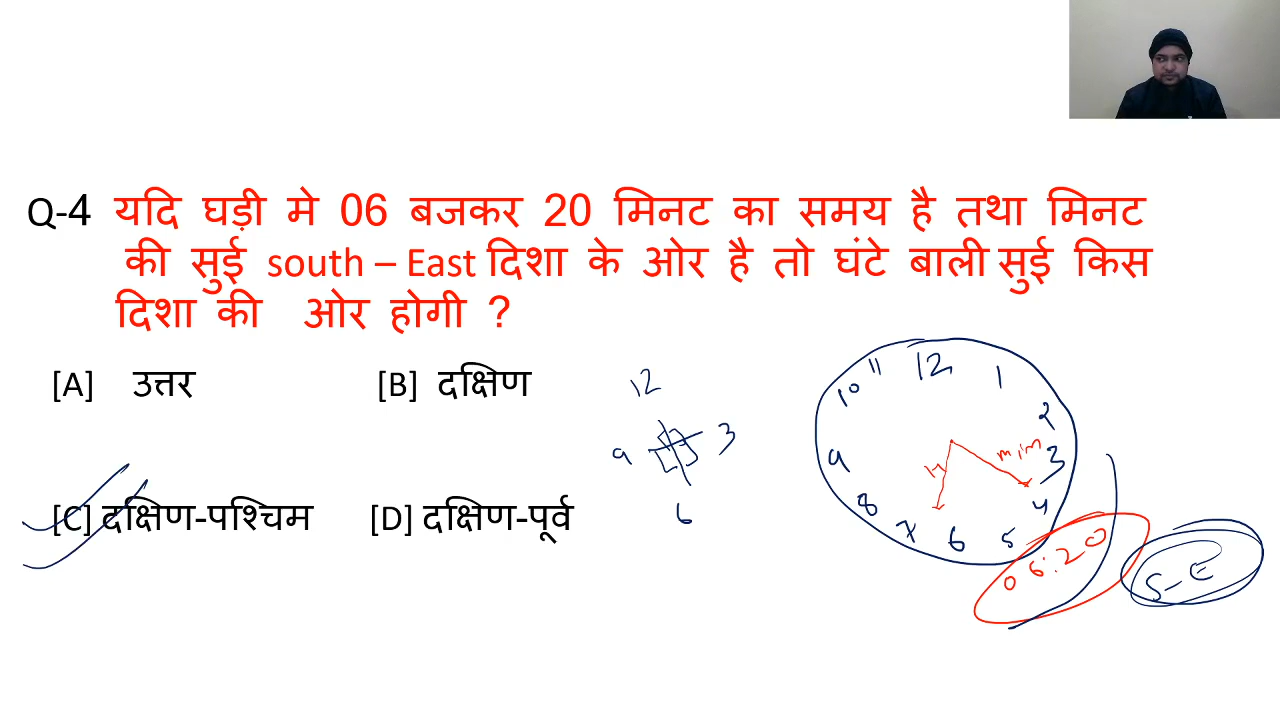 Q-4 यदि घड़ी मे 06 बजकर 20 मिनट का समय है तथा मिनट
की सुई south – East दिशा के ओर है तो घंटे बाली सुई किस
दिशा की ओर होगी ?
[A] उत्तर [B] दक्षिण
[C] दक्षिण-पश्चिम [D] दक्षिण-पूर्व
12
9 3
6
12
11 1
10 2
9 3
8 4
7 6 5
H min
06:20
S-E